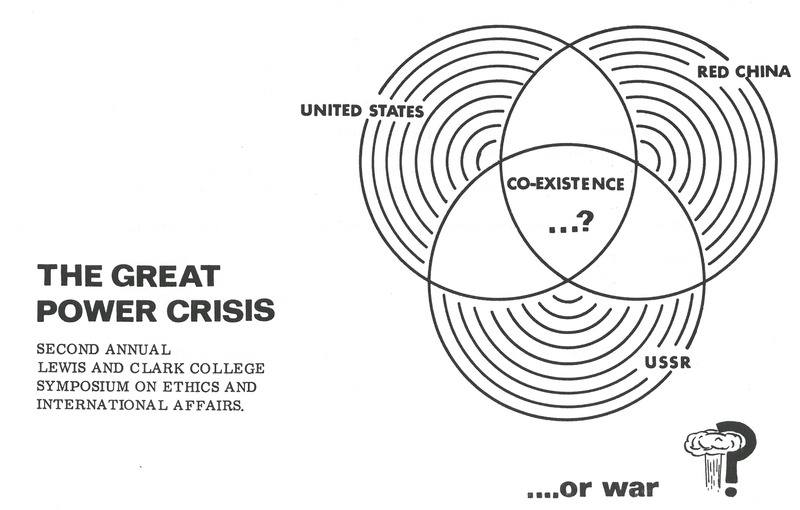 UNITED STATES
RED CHINA
CO-EXISTENCE
...?
THE GREAT
POWER CRISIS
SECOND ANNUAL
LEWIS AND CLARK COLLEGE
SYMPOSIUM ON ETHICS AND
INTERNATIONAL AFFAIRS.
USSR
....or war ?